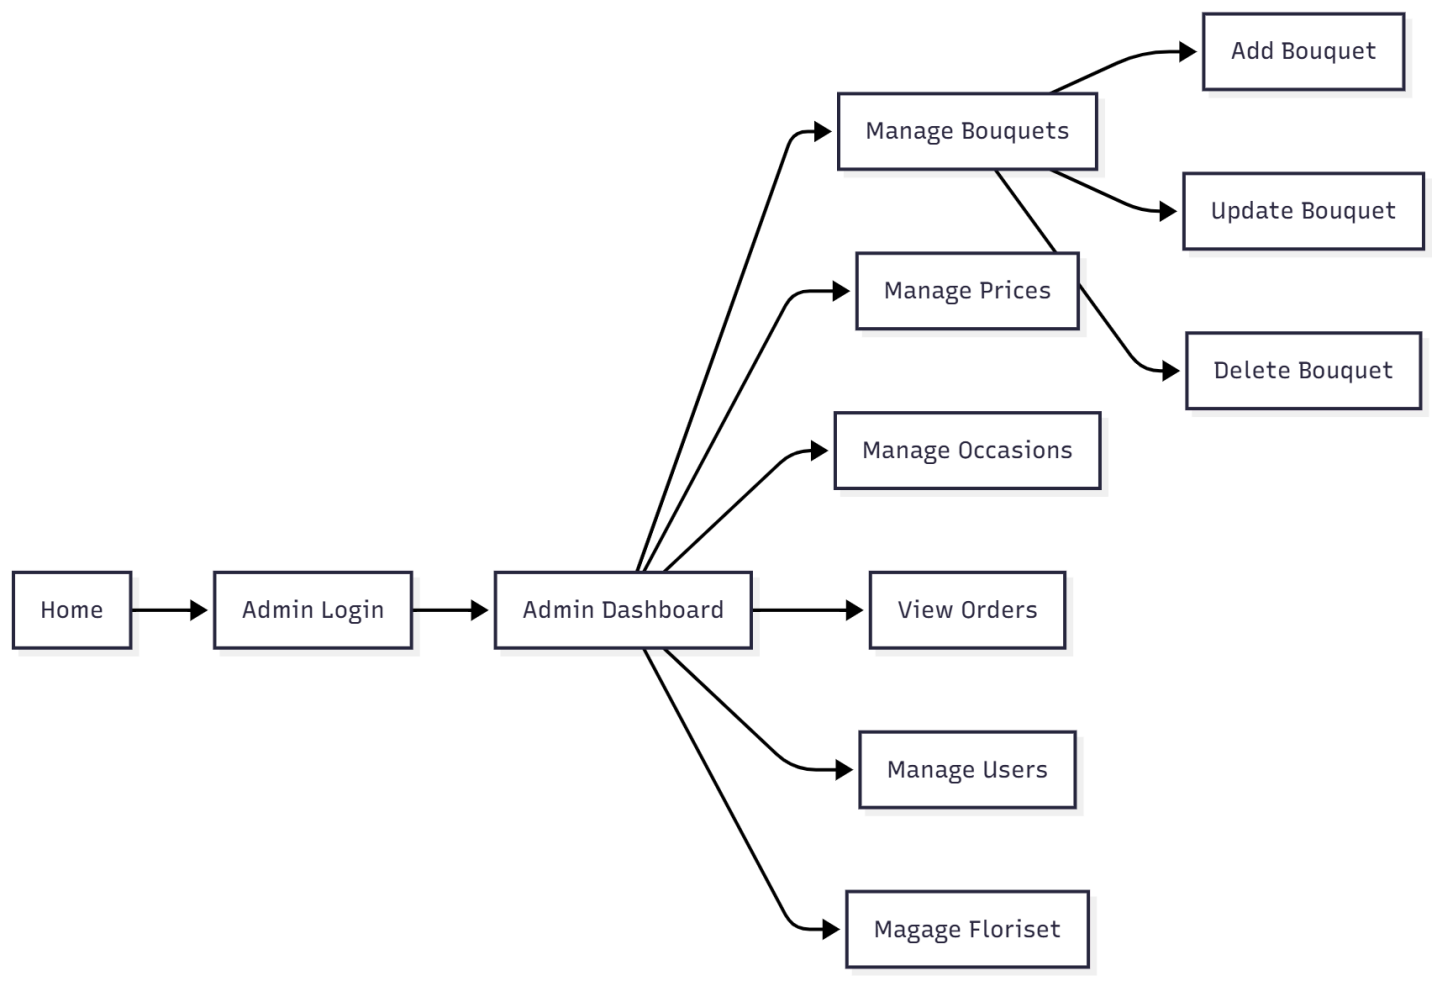 Add Bouquet
Manage Bouquets
Update Bouquet
Manage Prices
Delete Bouquet
Manage Occasions
Home
Admin Login
Admin Dashboard
View Orders
Manage Users
Magage Floriset